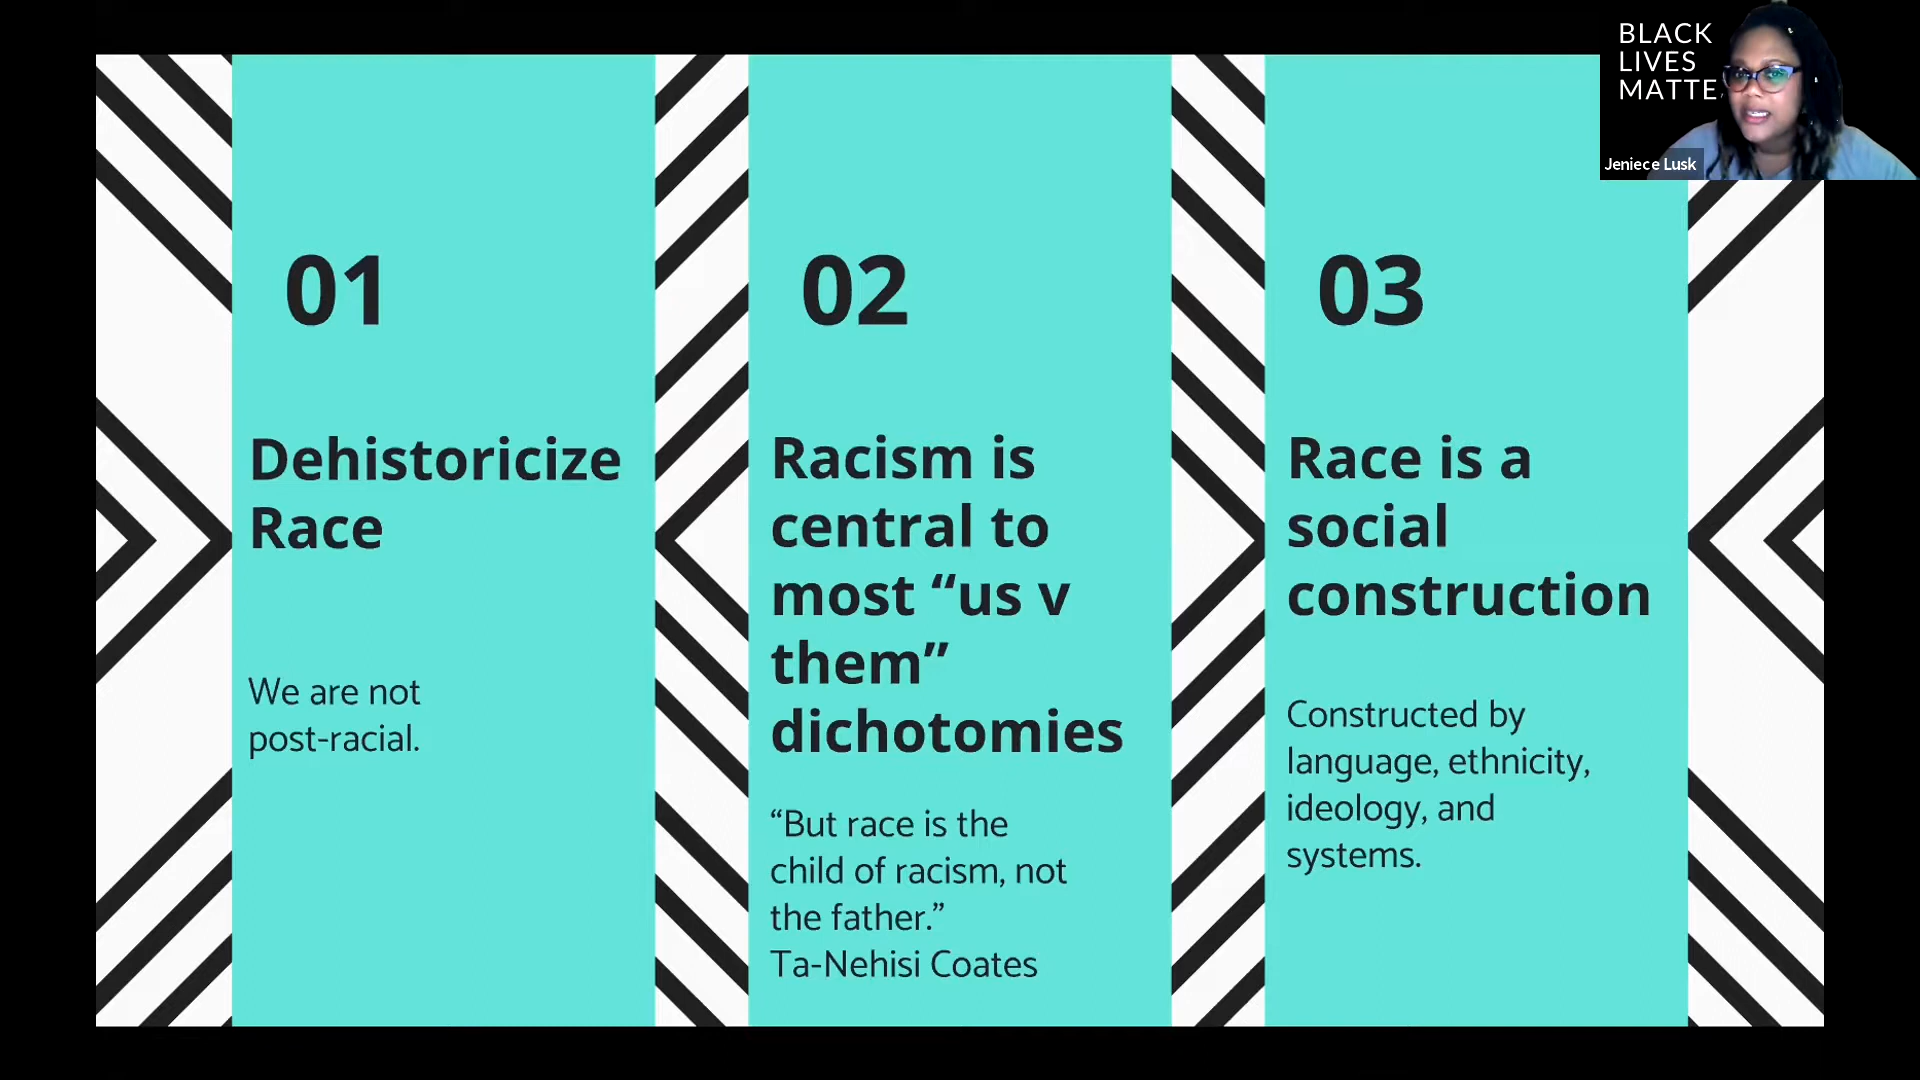 BLACK
LIVES
MATTE
Jeniece Lusk
01
Dehistoricize
Race
We are not
post-racial.
02
Racism is
central to
most “us v
them”
dichotomies
“But race is the
child of racism, not
the father.”
Ta-Nehisi Coates
03
Race is a
social
construction
Constructed by
language, ethnicity,
ideology, and
systems.